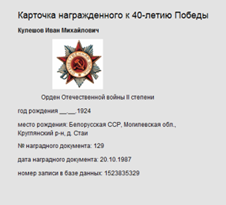 Карточка награжденного к 40-летию Победы
Кулешов Иван Михайлович
Орден Отечественной войны II степени
год рождения __.__.1924
место рождения: Белорусская ССР, Могилевская обл.,
Круглянский р-н, д. Стаи
№ наградного документа: 129
дата наградного документа: 20.10.1987
номер записи в базе данных: 1523835329